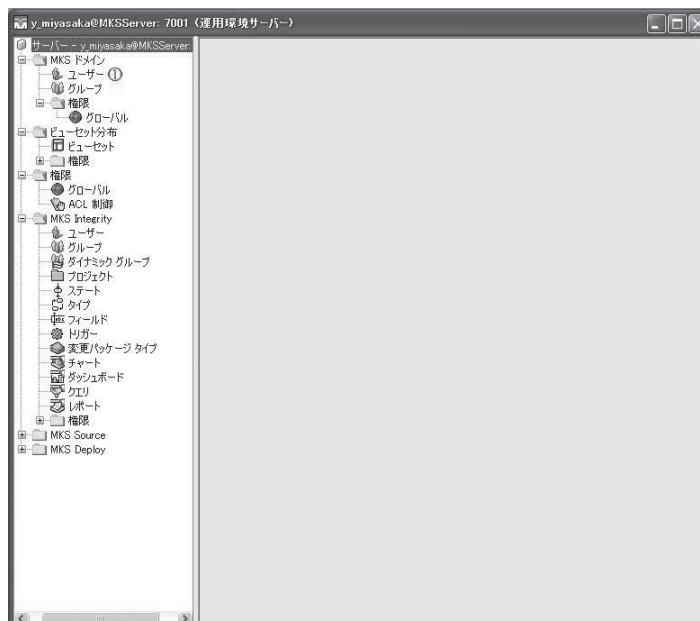 y_miyasaka@MKSServer: 7001 (運用環境サーバー)
サーバー - y_miyasaka@MKSServer:
MKS ドメイン
ユーザー ①
グループ
権限
グローバル
ビューセット分布
ビューセット
権限
権限
グローバル
ACL 制御
MKS Integrity
ユーザー
グループ
ダイナミック グループ
プロジェクト
ステート
タイプ
フィールド
トリガー
変更パッケージ タイプ
チャート
ダッシュボード
クエリ
レポート
権限
MKS Source
MKS Deploy